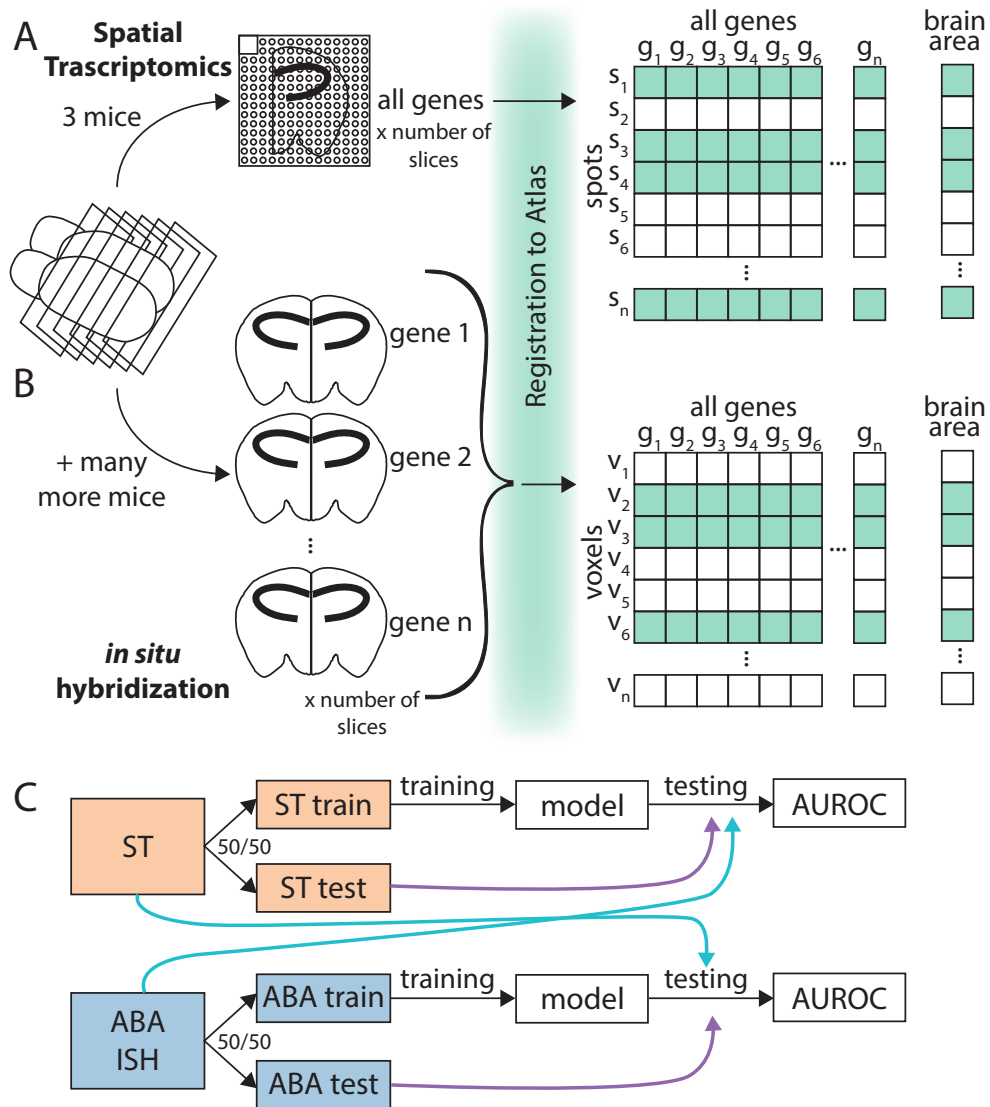 A
Spatial
Trascriptomics
3 mice
all genes
x number of
slices
Registration to Atlas
all genes
brain
area
g1 g2 g3 g4 g5 g6 gn
spots
s1
s2
s3
s4
...
s5
s6
...
...
sn
B
+ many
more mice
gene 1
gene 2
...
gene n
in situ
hybridization
x number of
slices
all genes
brain
area
g1 g2 g3 g4 g5 g6 gn
voxels
v1
v2
v3
...
v4
v5
v6
...
...
vn
C
ST
50/50
ST train
training
model
testing
AUROC
ST test
ABA
ISH
50/50
ABA train
training
model
testing
AUROC
ABA test